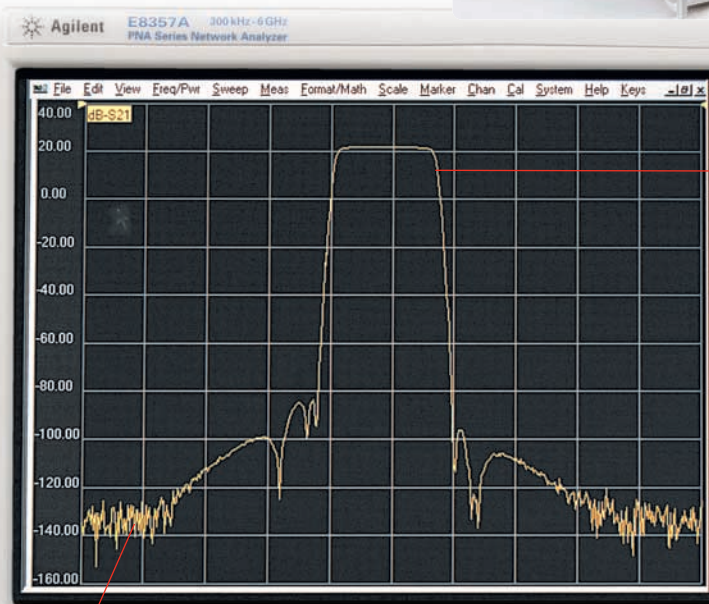 Agilent E8357A 300 kHz - 6 GHz
PNA Series Network Analyzer
File Edit View Freq/Pwr Sweep Meas Format/Math Scale Marker Chan Cal System Help Keys
40.00 dB-S21
20.00
0.00
-20.00
-40.00
-60.00
-80.00
-100.00
-120.00
-140.00
-160.00